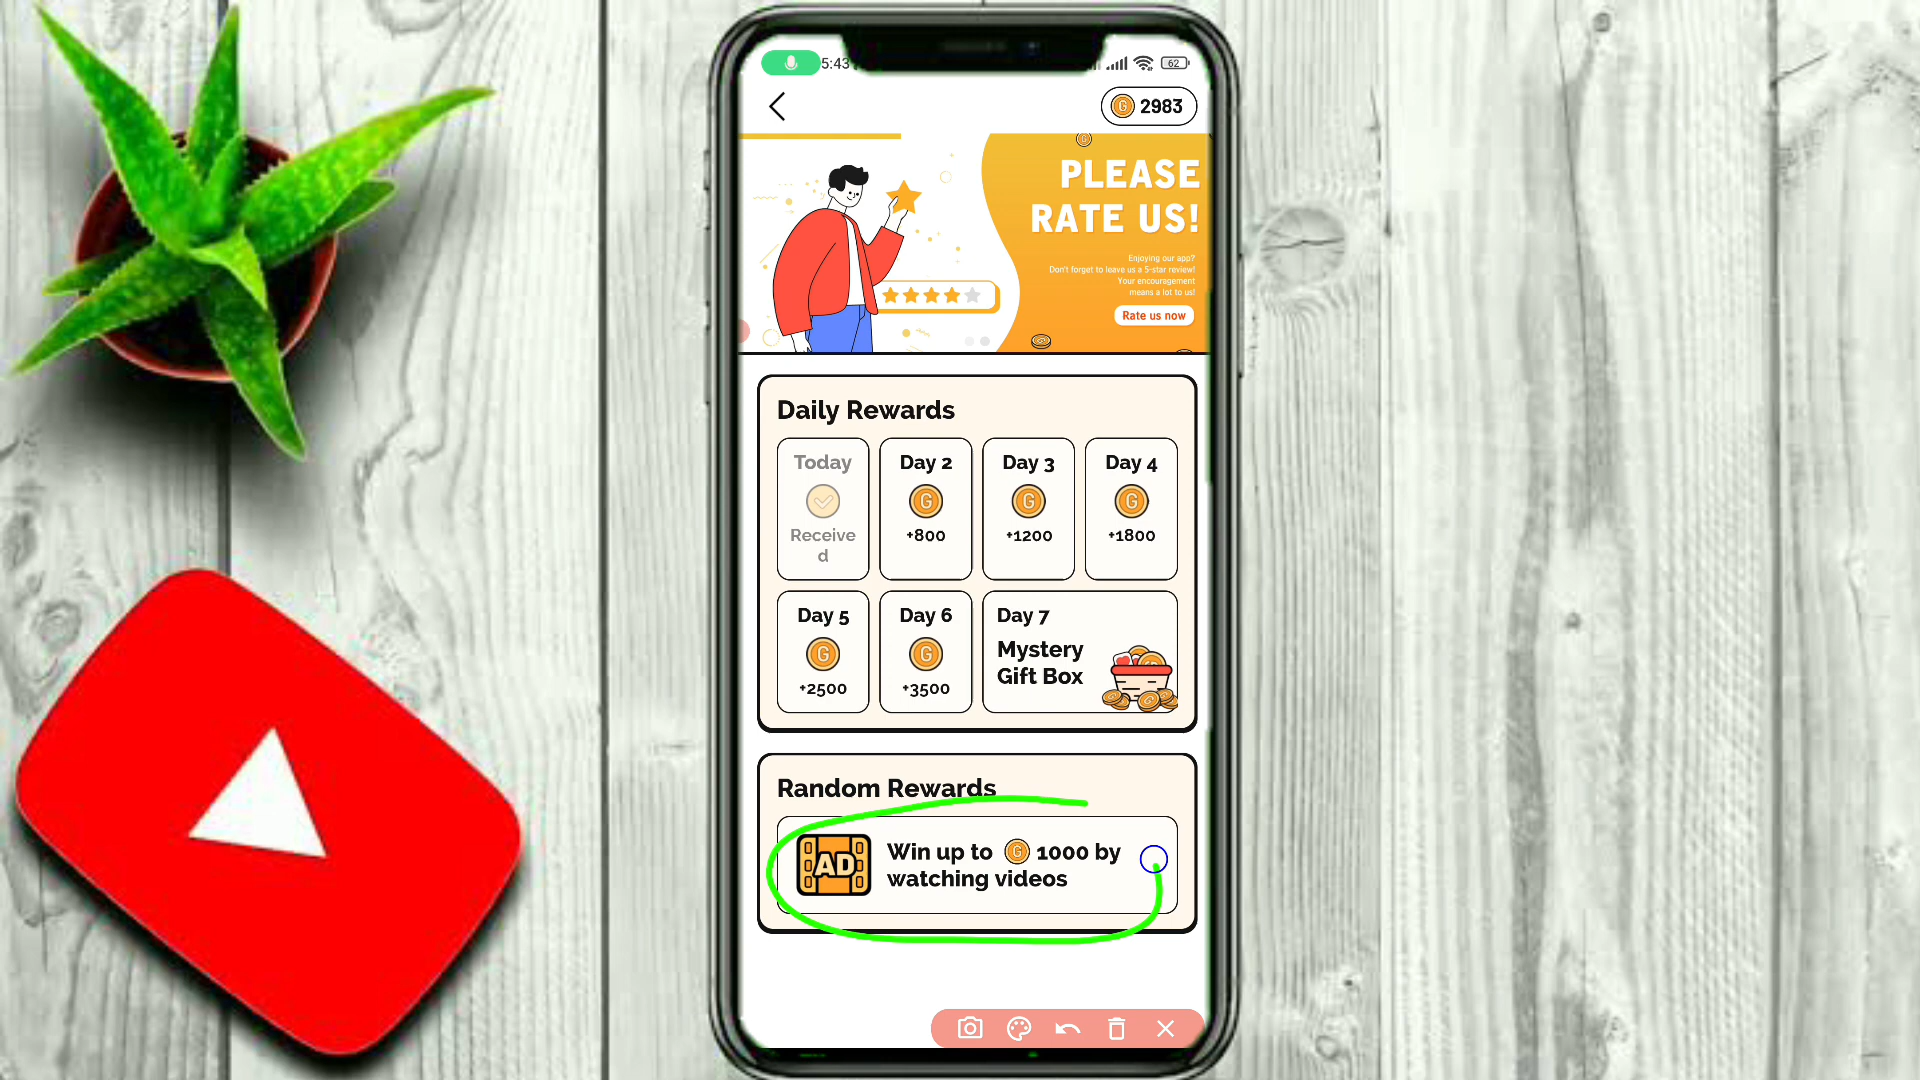 5:43
62
G 2983
PLEASE
RATE US!
Enjoying our app?
Don't forget to leave us a 5-star review!
Your encouragement
means a lot to us!
Rate us now
Daily Rewards
Today
Receive
d
Day 2
G
+800
Day 3
G
+1200
Day 4
G
+1800
Day 5
G
+2500
Day 6
G
+3500
Day 7
Mystery
Gift Box
Random Rewards
AD
Win up to G 1000 by
watching videos